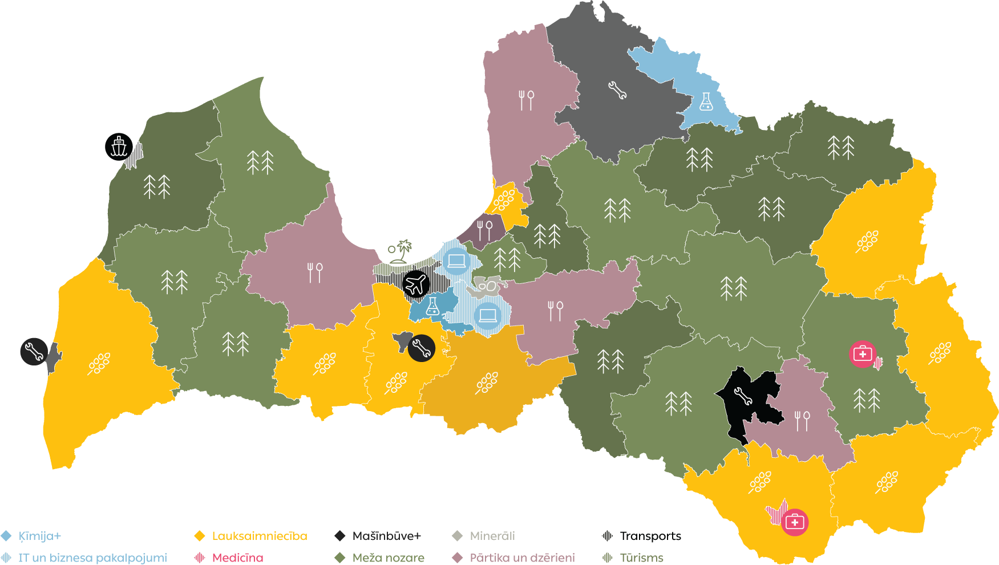 Ķīmija+
Lauksaimniecība
Mašīnbūve+
Minerāli
Transports
IT un biznesa pakalpojumi
Medicīna
Meža nozare
Pārtika un dzērieni
Tūrisms